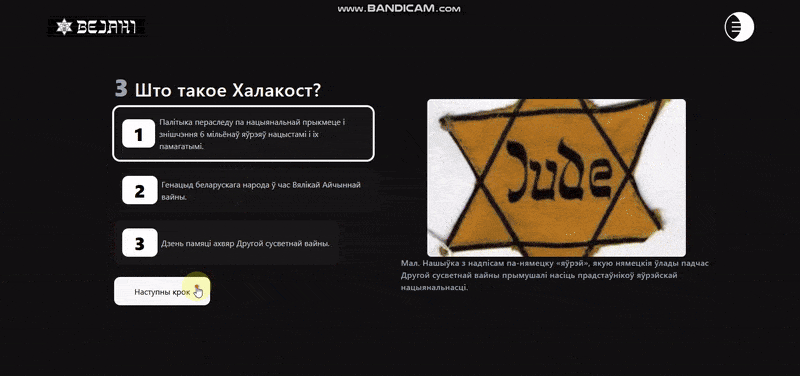 www.BANDICAM.com
ВЕЈАНІ
3 Што такое Халакост?
1
Палітыка пераследу па нацыянальнай прыкмеце і
знішчэння 6 мільёнаў яўрэяў нацыстамі і іх
памагатымі.
2
Генацыд беларускага народа ў час Вялікай Айчыннай
вайны.
3
Дзень памяці ахвяр Другой сусветнай вайны.
Наступны крок
Jude
Мал. Нашыўка з надпісам па-нямецку «яўрэй», якую нямецкія ўлады падчас
Другой сусветнай вайны прымушалі насіць прадстаўнікоў яўрэйскай
нацыянальнасці.